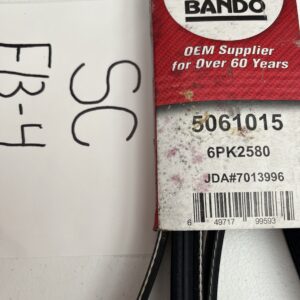 BANDO
OEM Supplier
for Over 60 Years
5061015
6PK2580
JDA#7013996
6 49717 99593
SC
FB-4